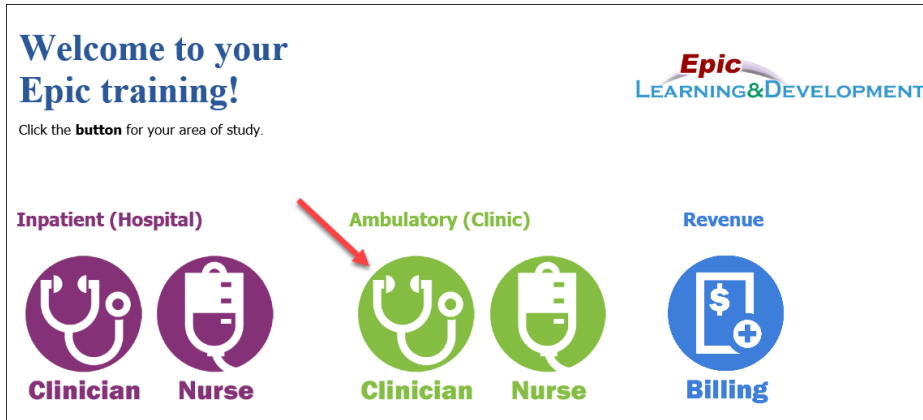 Welcome to your
Epic training!
Click the button for your area of study.
Epic
LEARNING&DEVELOPMENT
Inpatient (Hospital)
Ambulatory (Clinic)
Revenue
$
Clinician
Nurse
Clinician
Nurse
Billing